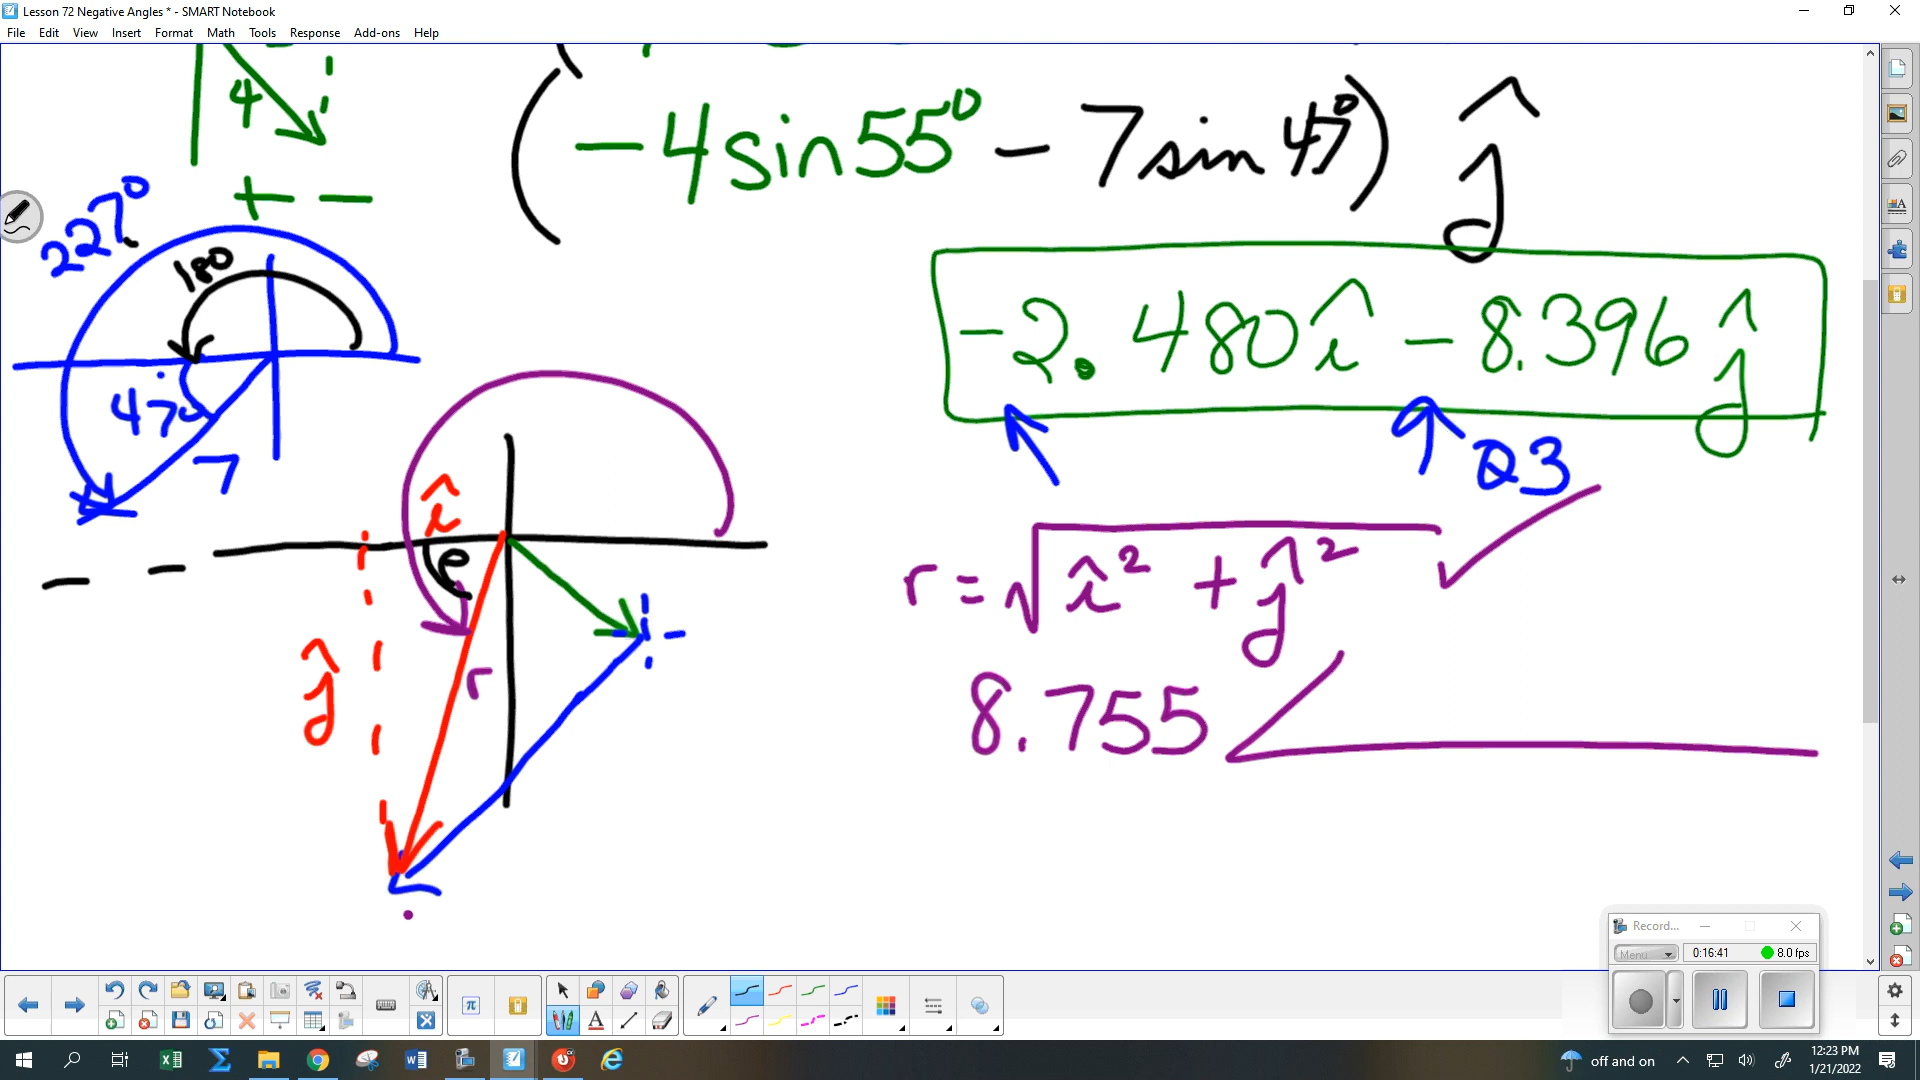 Lesson 72 Negative Angles * - SMART Notebook
File Edit View Insert Format Math Tools Response Add-ons Help
4
+ -
(-4sin55° - 7sin47°) ĵ
227°
180
47°
7
-2.480î - 8.396ĵ
Q3
î
θ
ĵ
r
r = √î² + ĵ²
8.755∠
Record...
Menu
0:16:41
8.0 fps
off and on
12:23 PM
1/21/2022